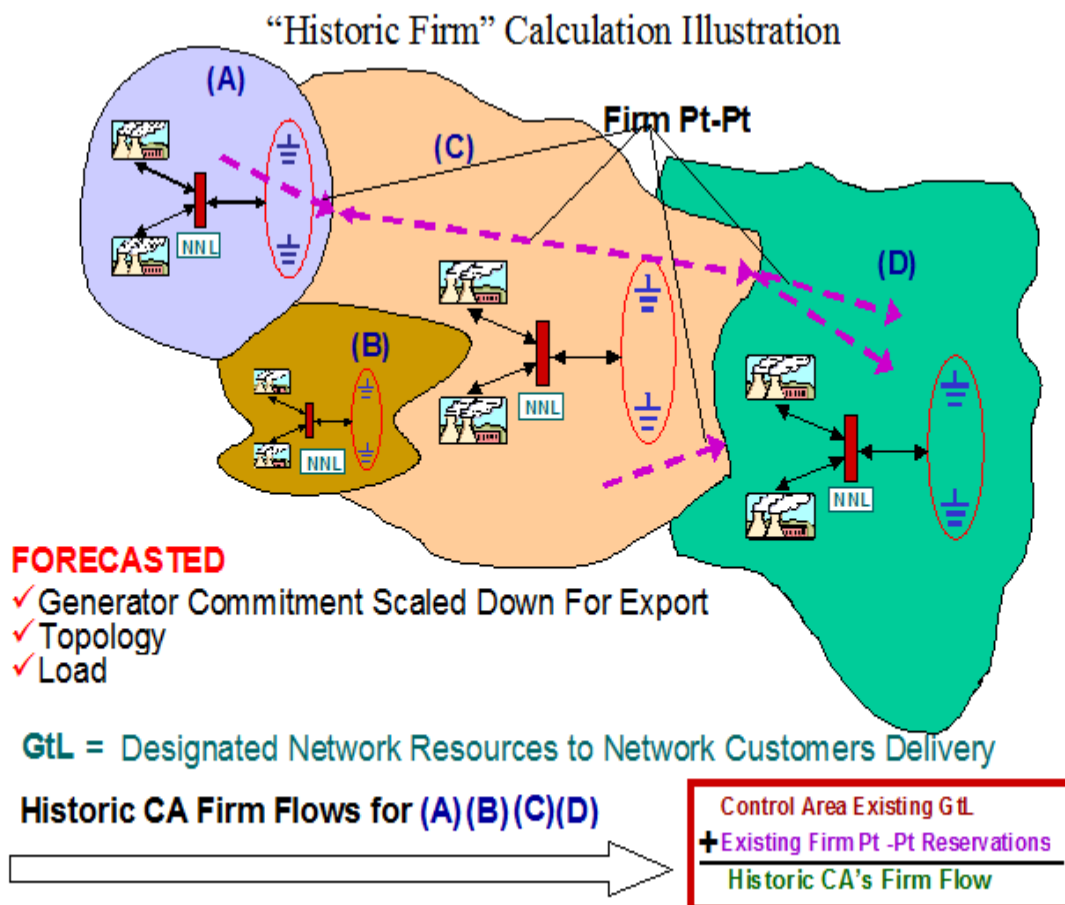 “Historic Firm” Calculation Illustration
(A)
(C)
Firm Pt-Pt
(D)
NNL
(B)
NNL
NNL
NNL
FORECASTED
✓Generator Commitment Scaled Down For Export
✓Topology
✓Load
GtL = Designated Network Resources to Network Customers Delivery
Historic CA Firm Flows for (A)(B)(C)(D)
Control Area Existing GtL
+Existing Firm Pt -Pt Reservations
Historic CA's Firm Flow